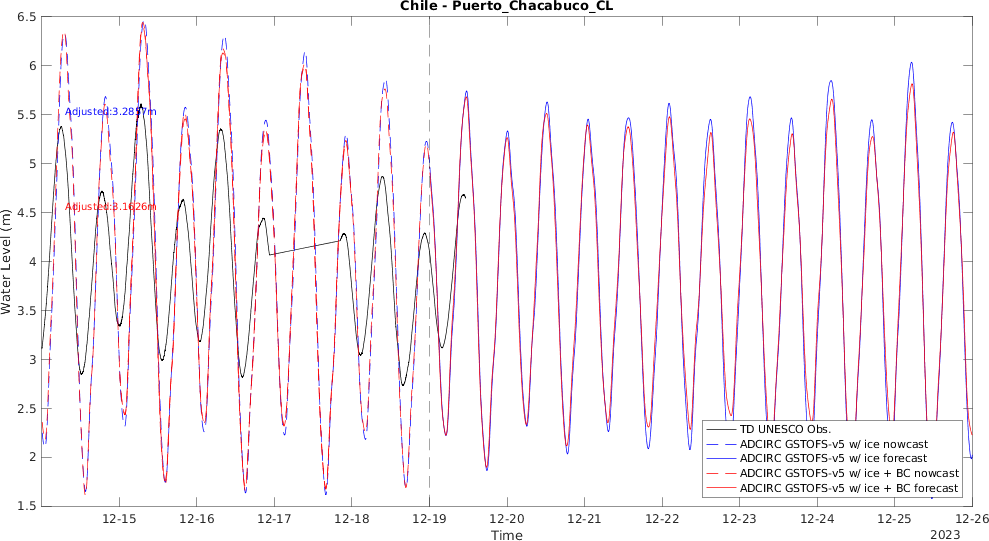 Chile - Puerto_Chacabuco_CL
6.5
6
5.5
5
4.5
4
3.5
3
2.5
2
1.5
Water Level (m)
Adjusted:3.2857m
Adjusted:3.1626m
TD UNESCO Obs.
ADCIRC GSTOFS-v5 w/ ice nowcast
ADCIRC GSTOFS-v5 w/ ice forecast
ADCIRC GSTOFS-v5 w/ ice + BC nowcast
ADCIRC GSTOFS-v5 w/ ice + BC forecast
12-15 12-16 12-17 12-18 12-19 12-20 12-21 12-22 12-23 12-24 12-25 12-26
Time
2023